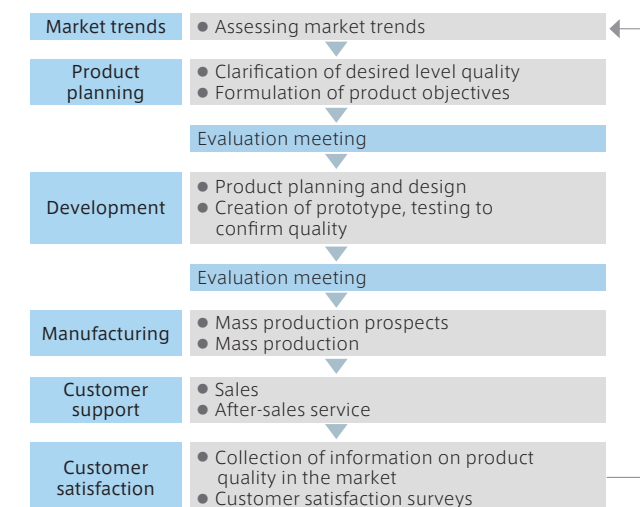 Market trends
● Assessing market trends
Product
planning
● Clarification of desired level quality
● Formulation of product objectives
Evaluation meeting
Development
● Product planning and design
● Creation of prototype, testing to
confirm quality
Evaluation meeting
Manufacturing
● Mass production prospects
● Mass production
Customer
support
● Sales
● After-sales service
Customer
satisfaction
● Collection of information on product
quality in the market
● Customer satisfaction surveys